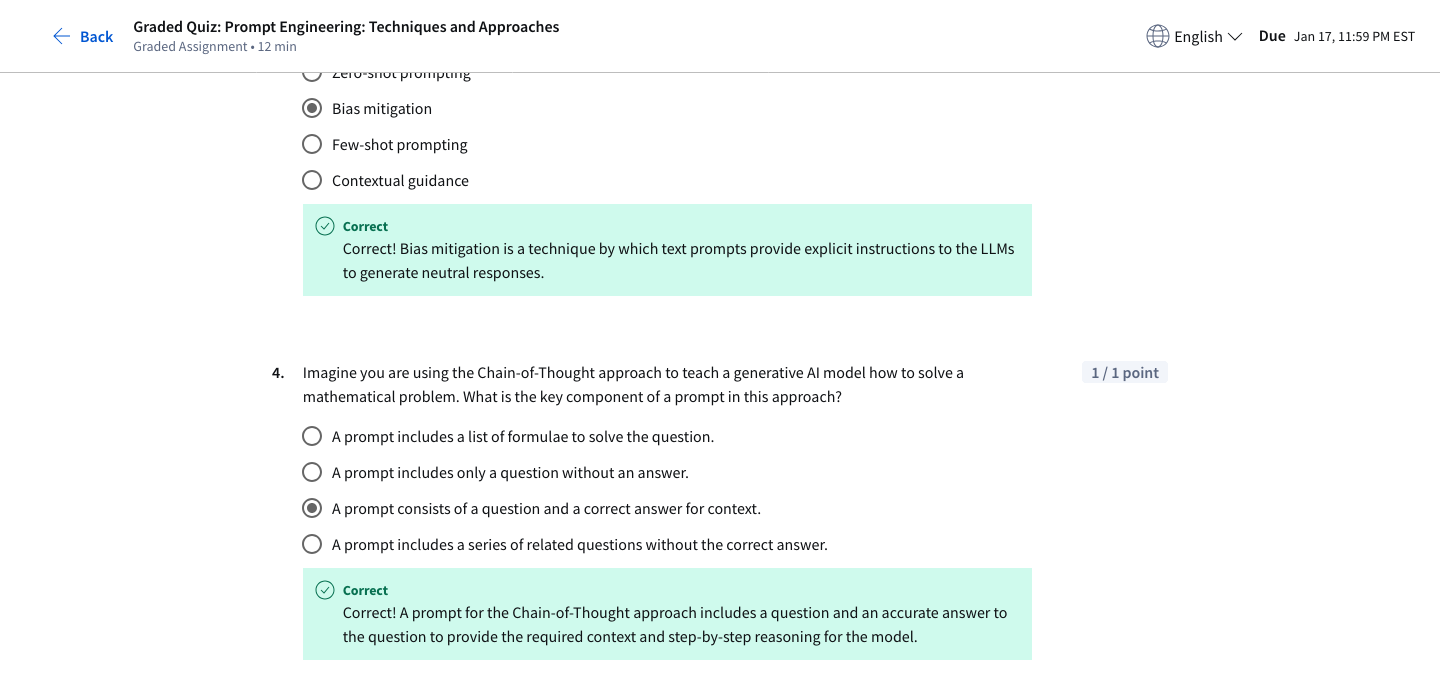 Back
Graded Quiz: Prompt Engineering: Techniques and Approaches
Graded Assignment • 12 min
English
Due Jan 17, 11:59 PM EST
Zero-shot prompting
Bias mitigation
Few-shot prompting
Contextual guidance
Correct
Correct! Bias mitigation is a technique by which text prompts provide explicit instructions to the LLMs
to generate neutral responses.
4. Imagine you are using the Chain-of-Thought approach to teach a generative AI model how to solve a
mathematical problem. What is the key component of a prompt in this approach?
1 / 1 point
A prompt includes a list of formulae to solve the question.
A prompt includes only a question without an answer.
A prompt consists of a question and a correct answer for context.
A prompt includes a series of related questions without the correct answer.
Correct
Correct! A prompt for the Chain-of-Thought approach includes a question and an accurate answer to
the question to provide the required context and step-by-step reasoning for the model.